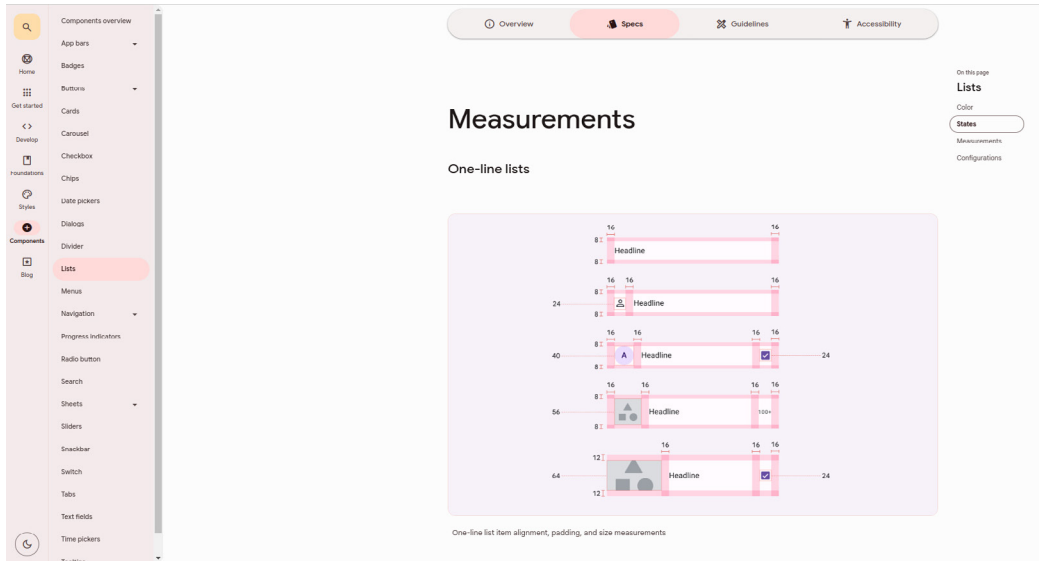 Home
Get started
Develop
Foundations
Styles
Components
Blog
Components overview
App bars
Badges
Buttons
Cards
Carousel
Checkbox
Chips
Date pickers
Dialogs
Divider
Lists
Menus
Navigation
Progress indicators
Radio button
Search
Sheets
Sliders
Snackbar
Switch
Tabs
Text fields
Time pickers
Overview
Specs
Guidelines
Accessibility
Measurements
One-line lists
16 16
8
Headline
8
16 16 16
8
24 Headline
8
16 16 16 16
8
40 A Headline 24
8
16 16 16 16
8
56 Headline 100+
8
16 16 16
12
64 Headline 24
12
One-line list item alignment, padding, and size measurements
On this page
Lists
Color
States
Measurements
Configurations